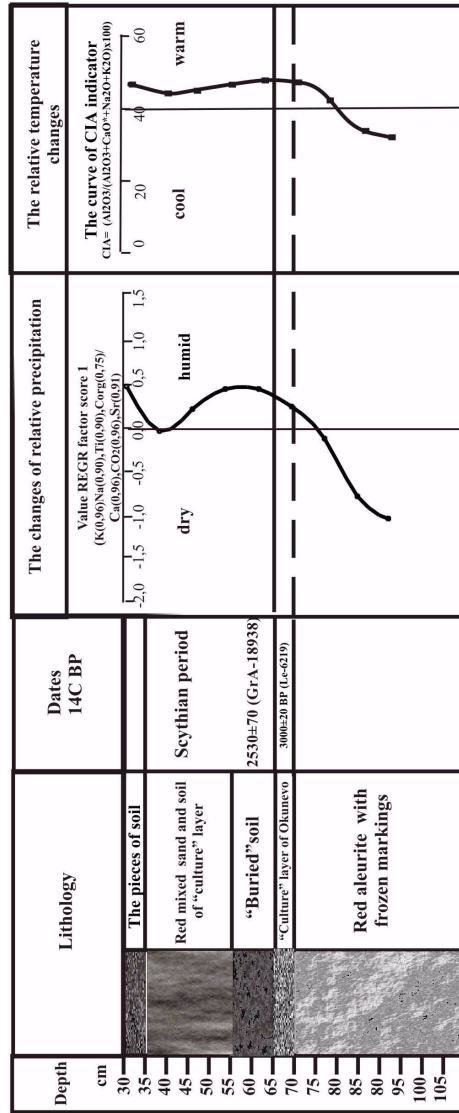 Depth
cm
30
35
40
45
50
55
60
65
70
75
80
85
90
95
100
105
Lithology
The pieces of soil
Red mixed sand and soil
of “culture” layer
“Buried”soil
“Culture” layer of Okunevo
Red aleurite with
frozen markings
Dates
14C BP
Scythian period
2530±70 (GrA-18938)
3000±20 BP (Le-6219)
The changes of relative precipitation
Value REGR factor score 1
(K(0,96)Na(0,90),Ti(0,90),Corg(0,75)/
Ca(0,96),CO2(0,96),Sr(0,91)
-2,0
-1,5
-1,0
-0,5
0,0
0,5
1,0
1,5
dry
humid
The relative temperature
changes
The curve of CIA indicator
CIA= (Al2O3/(Al2O3+CaO*+Na2O+K2O)x100)
0
20
40
60
cool
warm